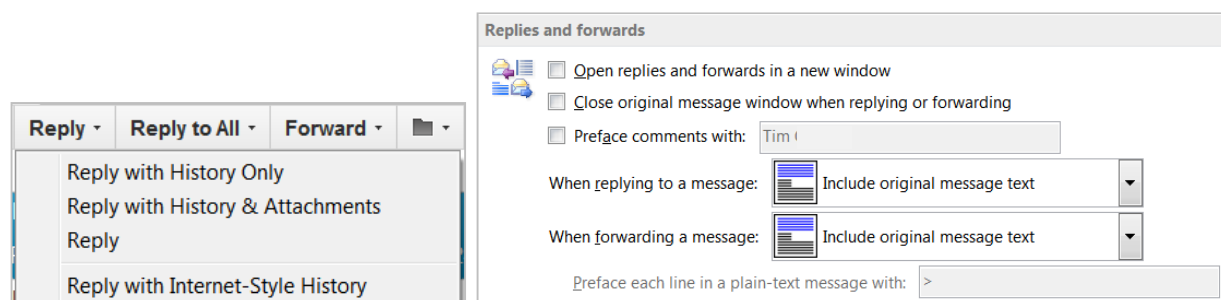 Reply
Reply to All
Forward
Reply with History Only
Reply with History & Attachments
Reply
Reply with Internet-Style History
Replies and forwards
Open replies and forwards in a new window
Close original message window when replying or forwarding
Preface comments with: Tim
When replying to a message: Include original message text
When forwarding a message: Include original message text
Preface each line in a plain-text message with: >